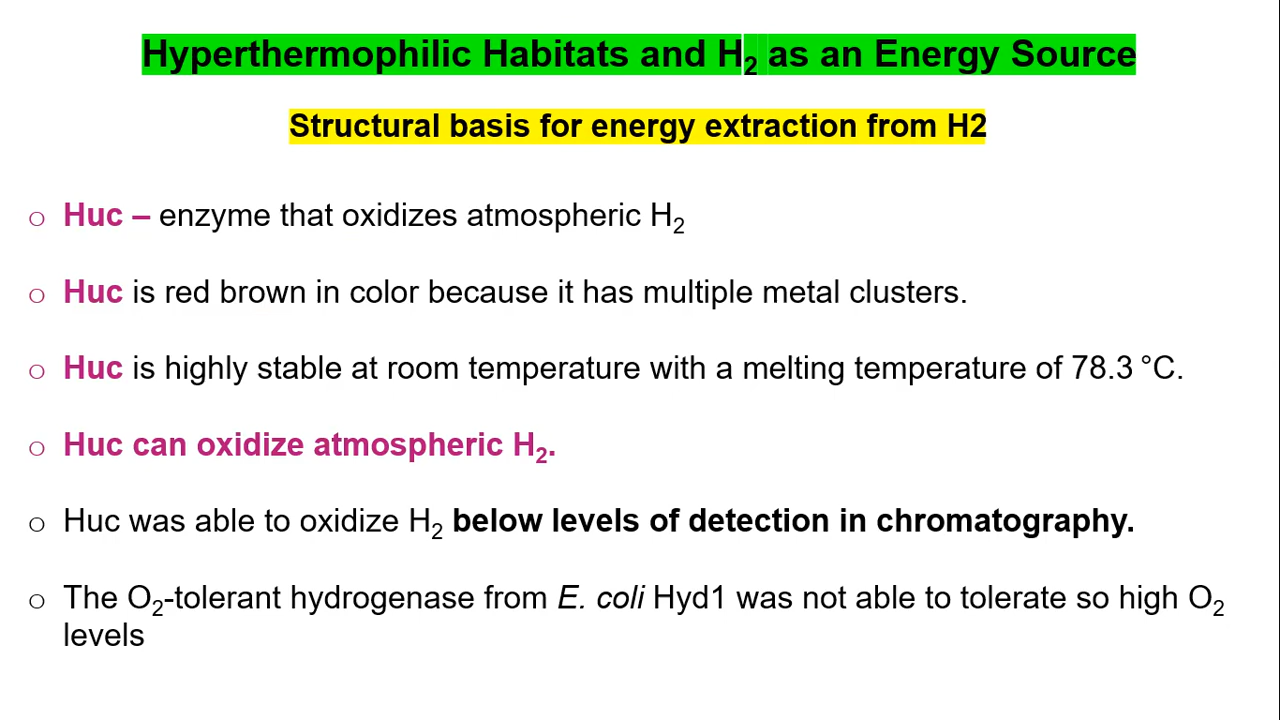 Hyperthermophilic Habitats and H₂ as an Energy Source
Structural basis for energy extraction from H2
○ Huc – enzyme that oxidizes atmospheric H₂
○ Huc is red brown in color because it has multiple metal clusters.
○ Huc is highly stable at room temperature with a melting temperature of 78.3 °C.
○ Huc can oxidize atmospheric H₂.
○ Huc was able to oxidize H₂ below levels of detection in chromatography.
○ The O₂-tolerant hydrogenase from E. coli Hyd1 was not able to tolerate so high O₂
levels